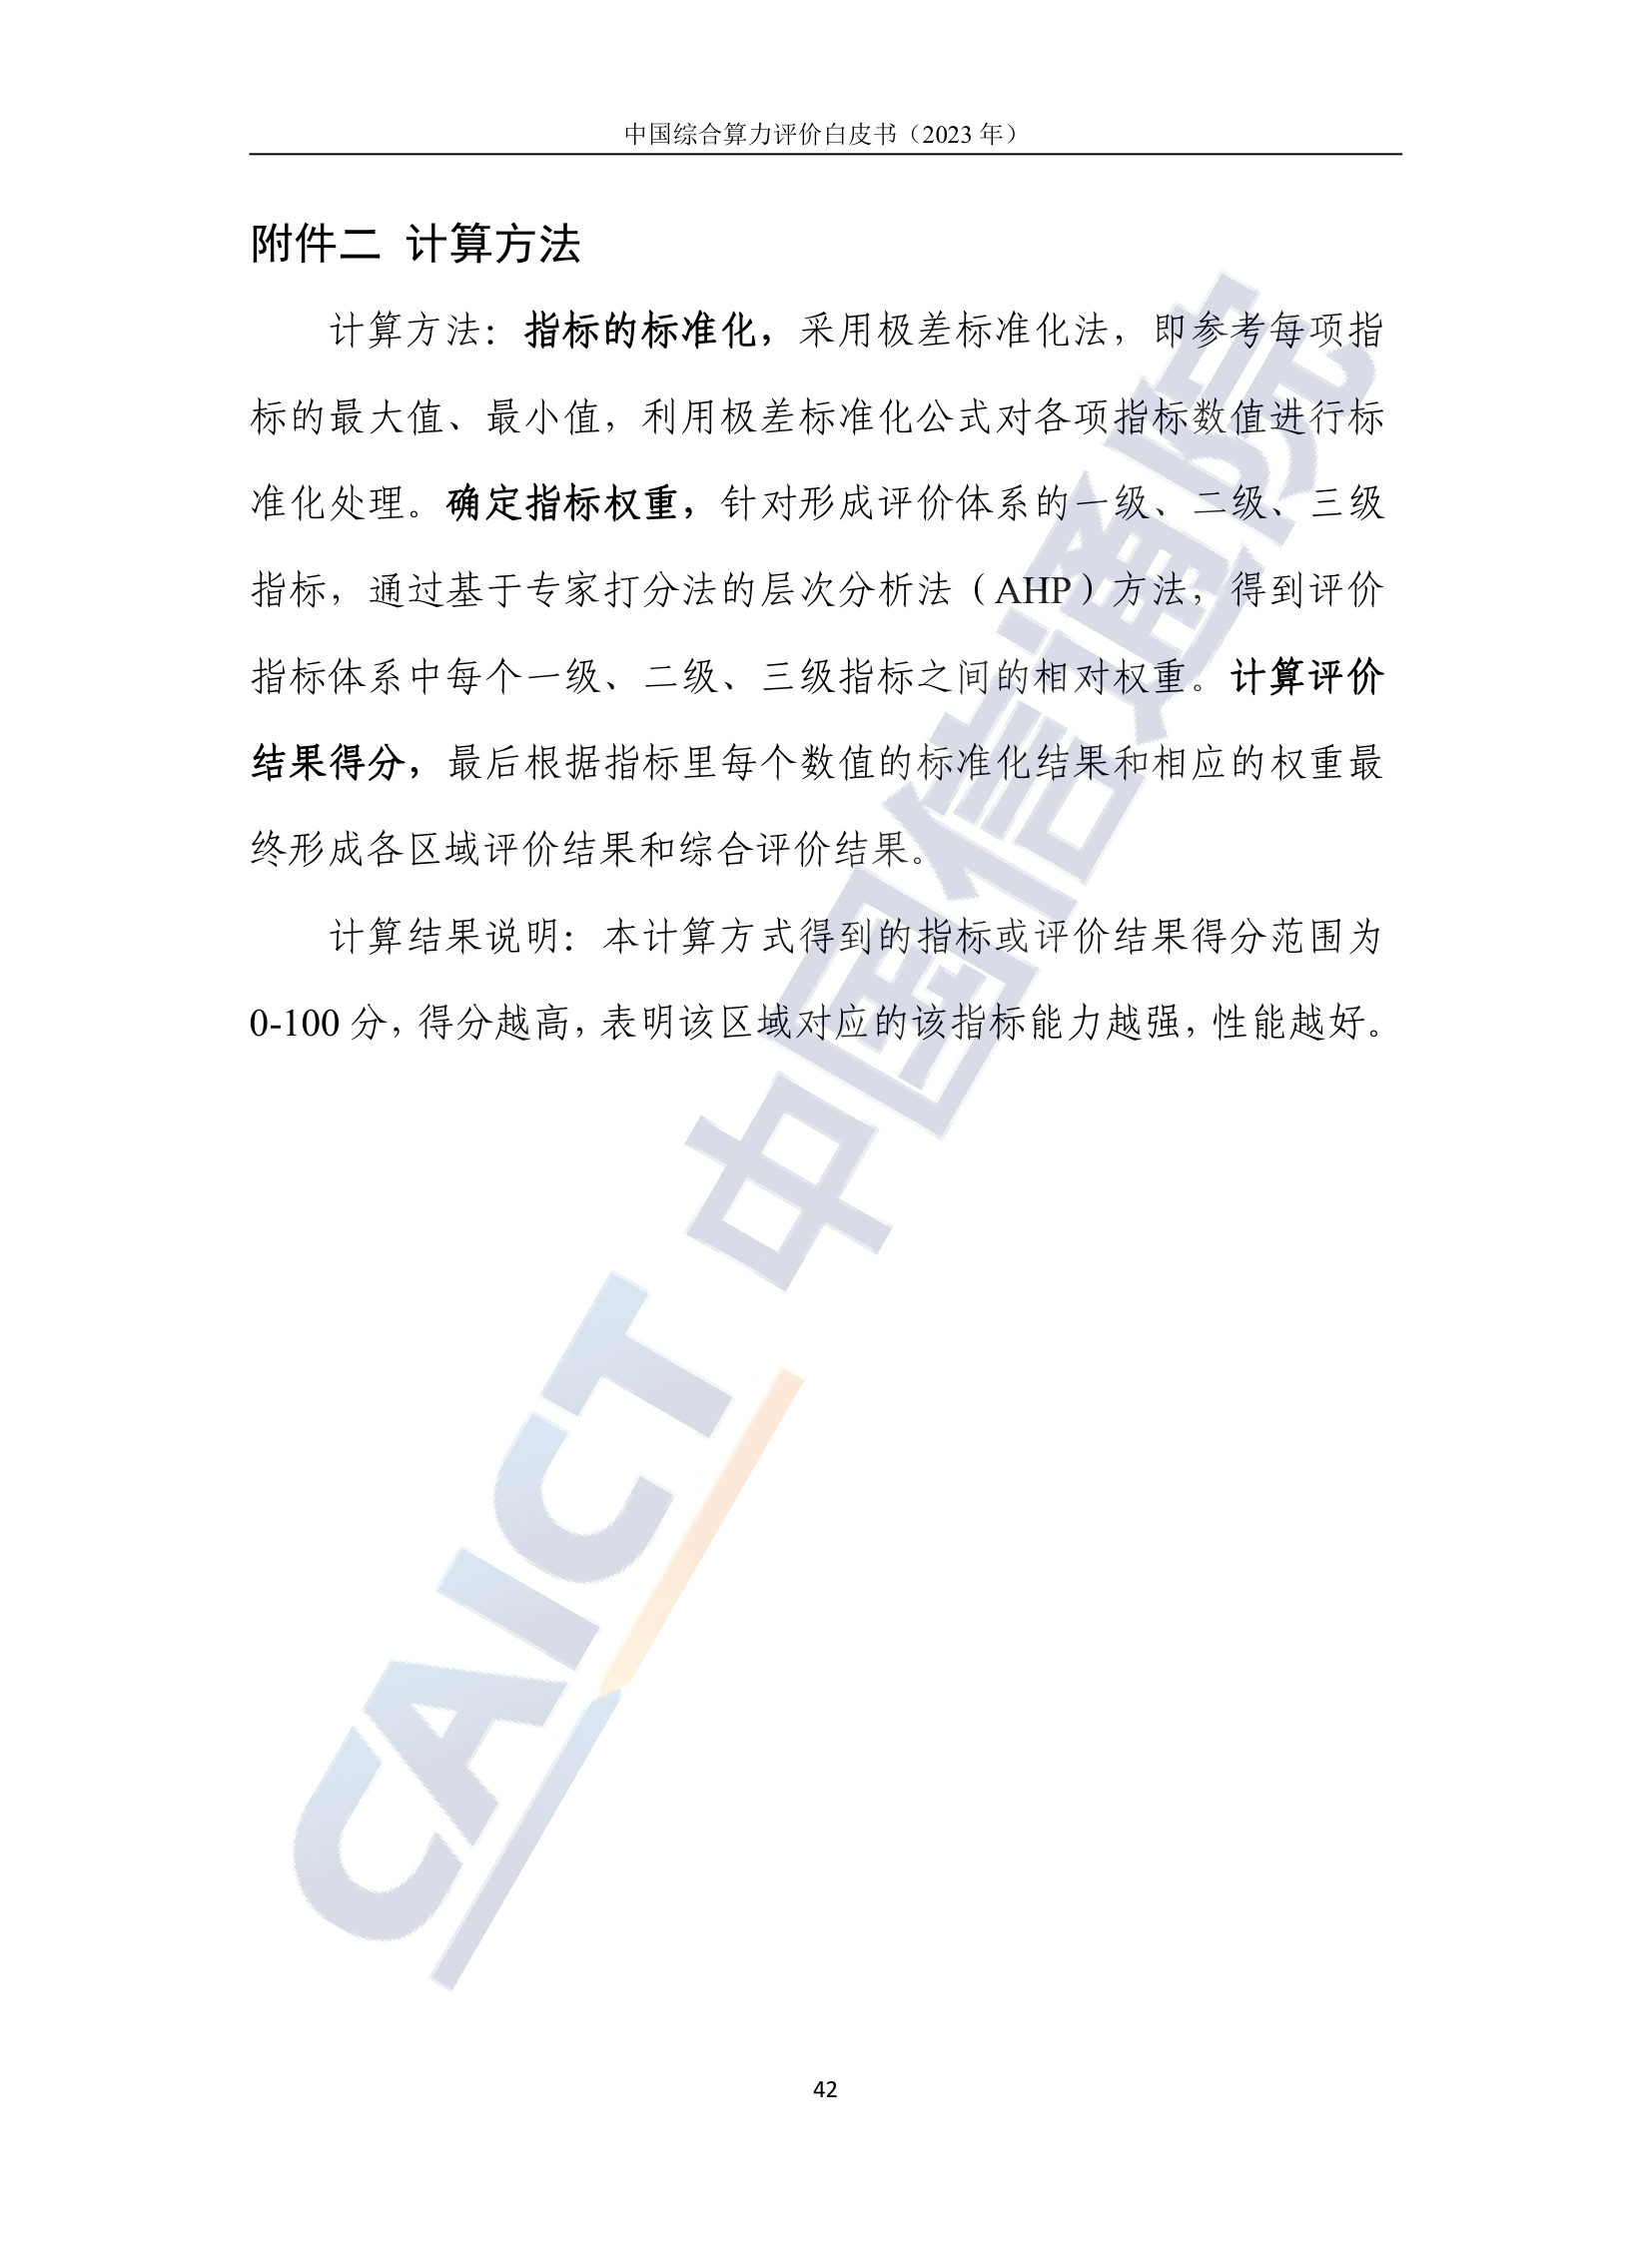 中国综合算力评价白皮书（2023 年）
附件二 计算方法
计算方法：指标的标准化，采用极差标准化法，即参考每项指
标的最大值、最小值，利用极差标准化公式对各项指标数值进行标
准化处理。确定指标权重，针对形成评价体系的一级、二级、三级
指标，通过基于专家打分法的层次分析法（AHP）方法，得到评价
指标体系中每个一级、二级、三级指标之间的相对权重。计算评价
结果得分，最后根据指标里每个数值的标准化结果和相应的权重最
终形成各区域评价结果和综合评价结果。
计算结果说明：本计算方式得到的指标或评价结果得分范围为
0-100 分，得分越高，表明该区域对应的该指标能力越强，性能越好。
CAICT 中国信通院
42